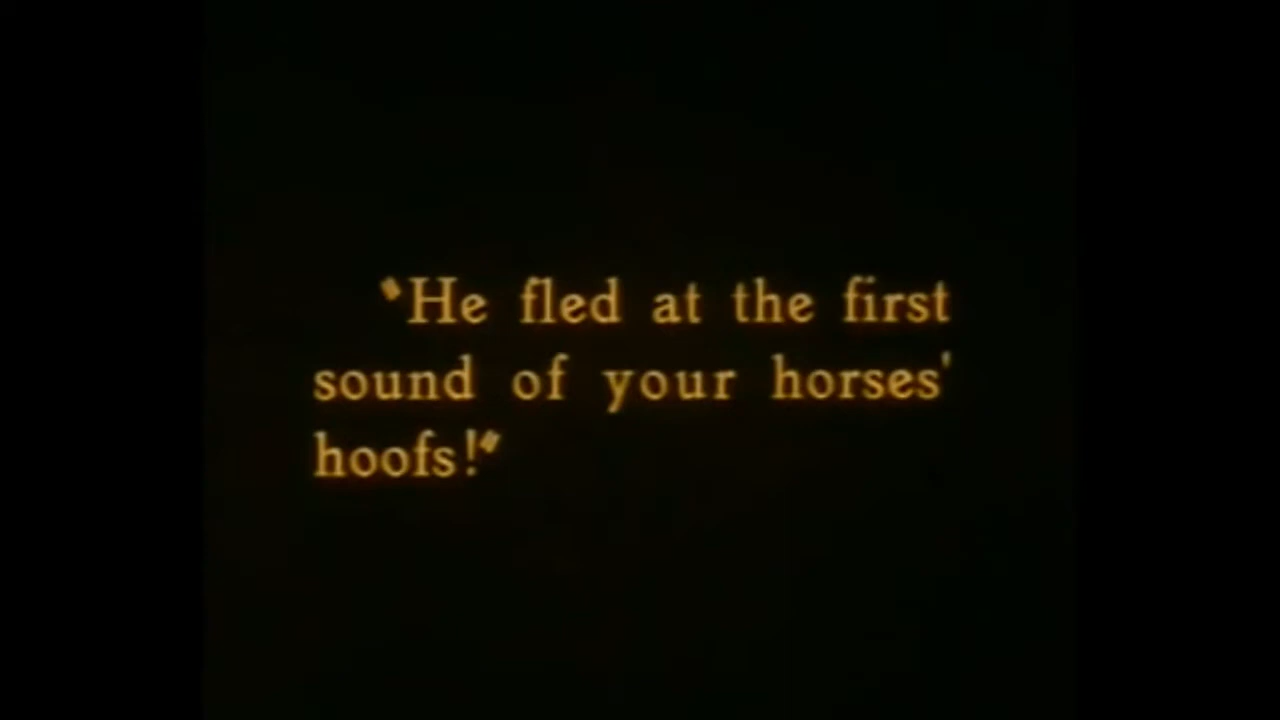 "He fled at the first
sound of your horses'
hoofs!"